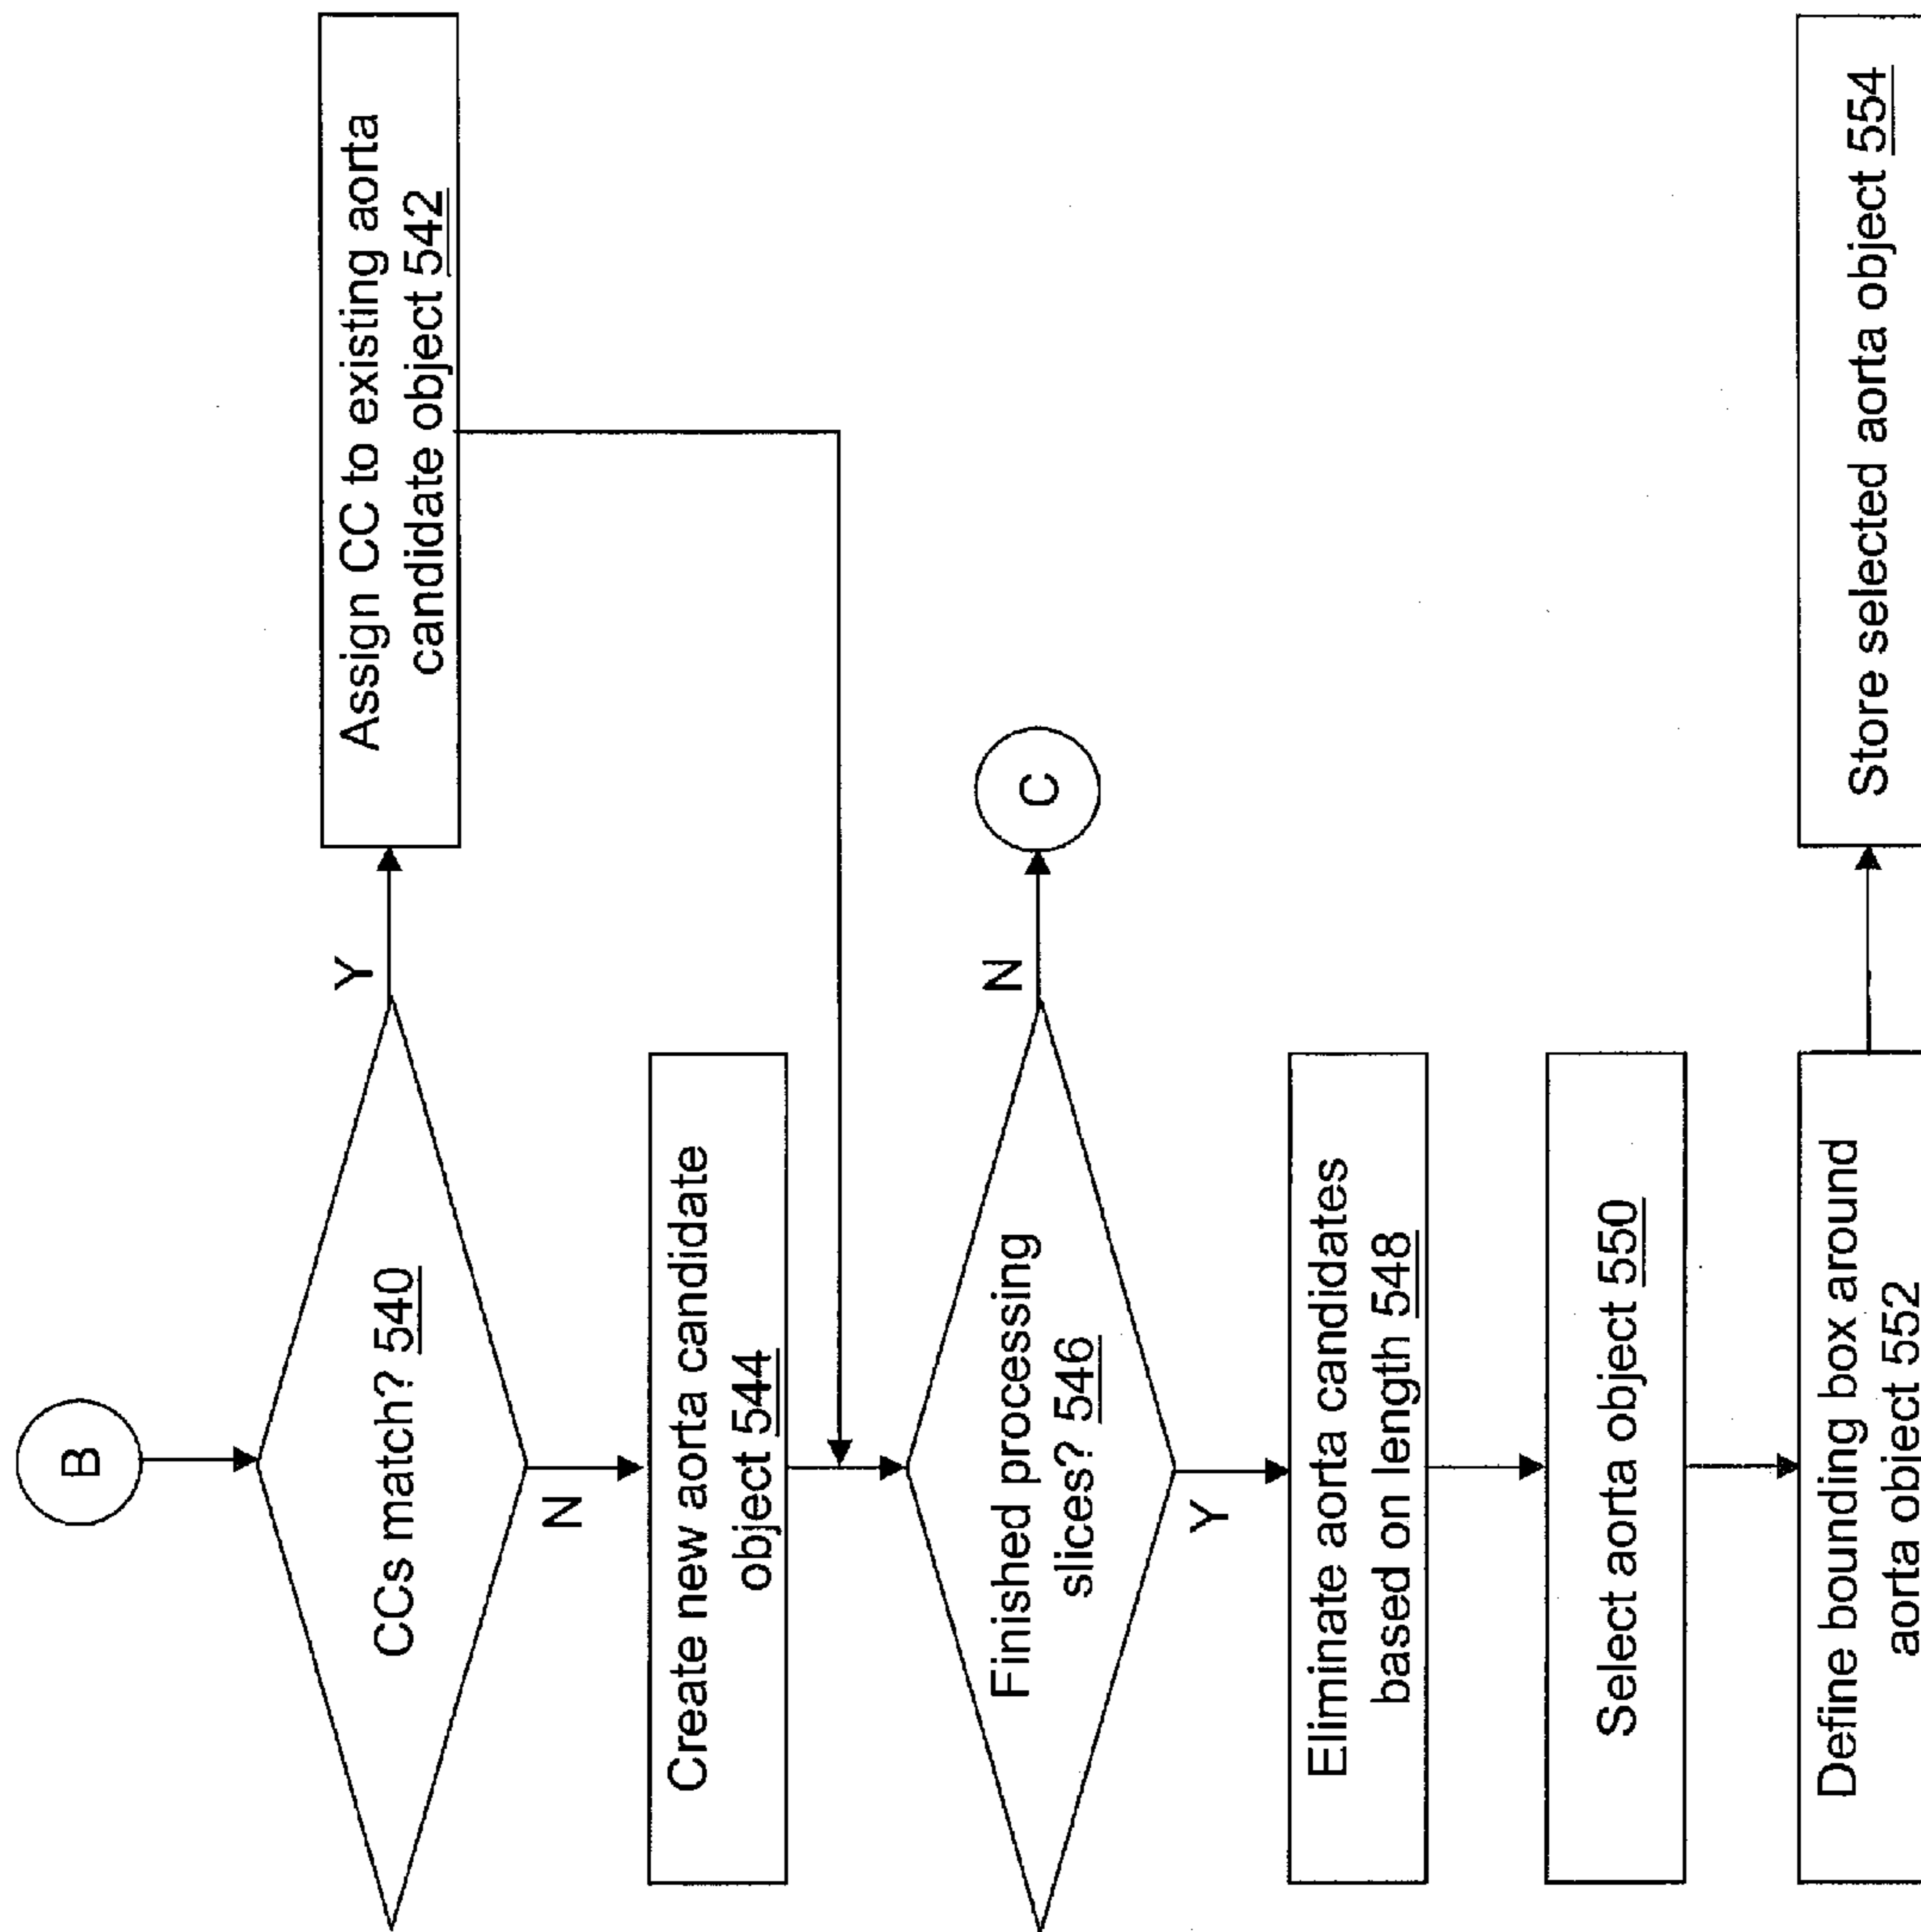 B
CCs match? 540
Y
Assign CC to existing aorta
candidate object 542
N
Create new aorta candidate
object 544
Finished processing
slices? 546
N
C
Y
Eliminate aorta candidates
based on length 548
Select aorta object 550
Define bounding box around
aorta object 552
Store selected aorta object 554